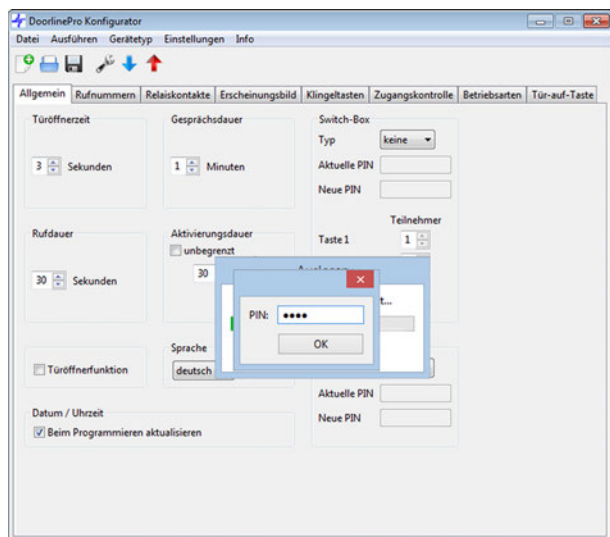 DoorlinePro Konfigurator
Datei Ausführen Gerätetyp Einstellungen Info
Allgemein Rufnummern Relaiskontakte Erscheinungsbild Klingeltasten Zugangskontrolle Betriebsarten Tür-auf-Taste
Türöffnerzeit
3 Sekunden
Gesprächsdauer
1 Minuten
Switch-Box
Typ keine
Aktuelle PIN
Neue PIN
Teilnehmer
Taste 1 1
Rufdauer
30 Sekunden
Aktivierungsdauer
unbegrenzt
30
t...
PIN: ••••
OK
Türöffnerfunktion
Sprache
deutsch
Aktuelle PIN
Neue PIN
Datum / Uhrzeit
Beim Programmieren aktualisieren